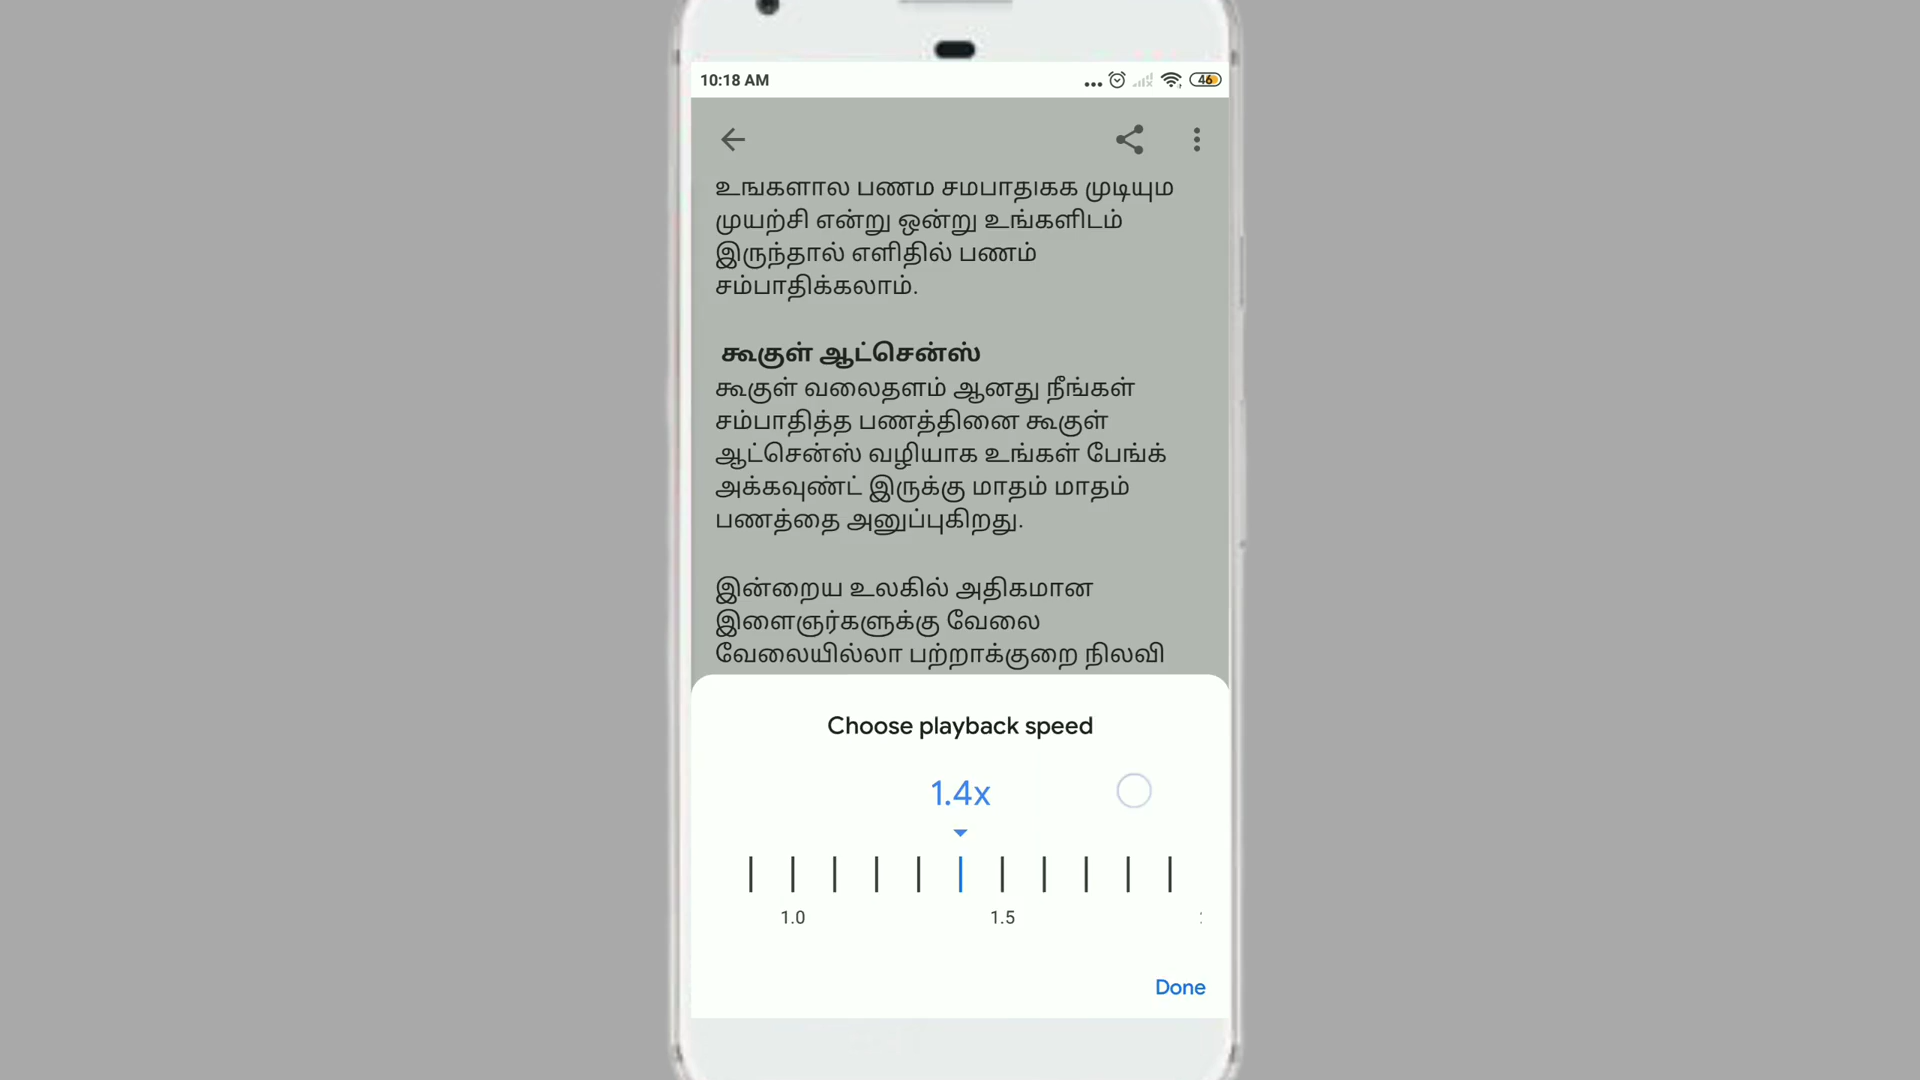 10:18 AM
46
உங்களால் பணம் சம்பாதிக்க முடியும்
முயற்சி என்று ஒன்று உங்களிடம்
இருந்தால் எளிதில் பணம்
சம்பாதிக்கலாம்.
கூகுள் ஆட்சென்ஸ்
கூகுள் வலைதளம் ஆனது நீங்கள்
சம்பாதித்த பணத்தினை கூகுள்
ஆட்சென்ஸ் வழியாக உங்கள் பேங்க்
அக்கவுண்ட் இருக்கு மாதம் மாதம்
பணத்தை அனுப்புகிறது.
இன்றைய உலகில் அதிகமான
இளைஞர்களுக்கு வேலை
வேலையில்லா பற்றாக்குறை நிலவி
Choose playback speed
1.4x
1.0 1.5
Done